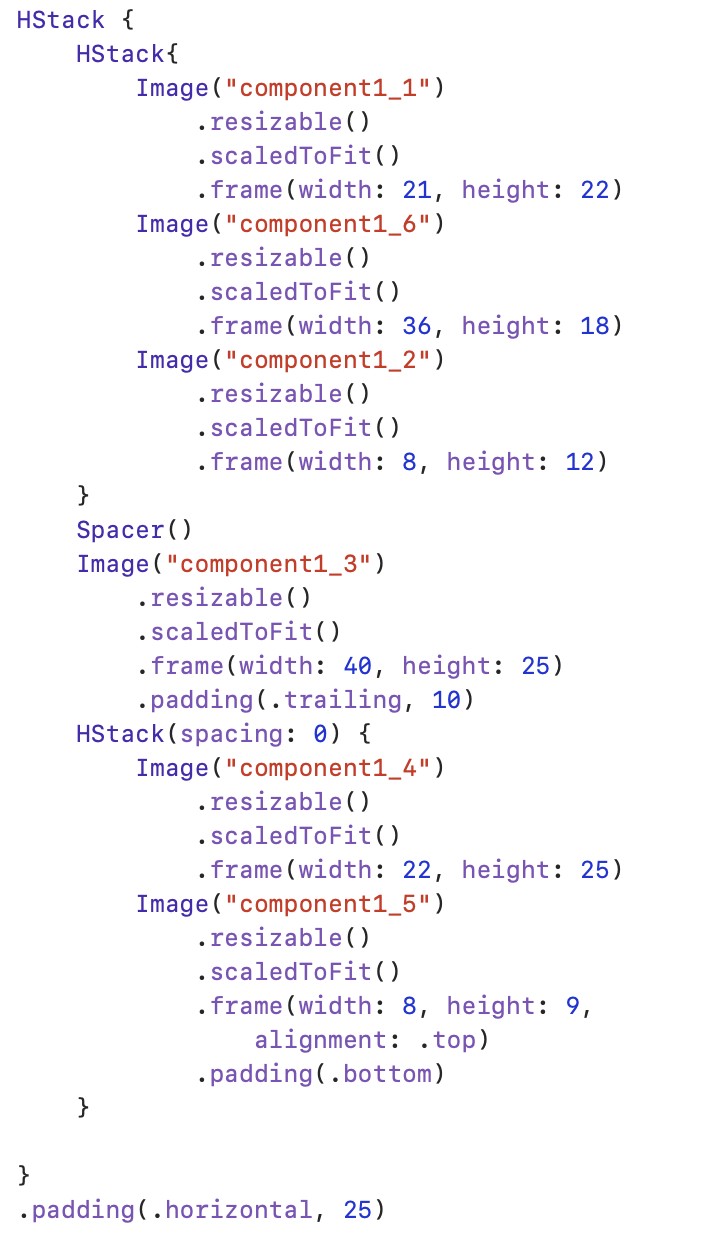 HStack {
    HStack{
        Image("component1_1")
            .resizable()
            .scaledToFit()
            .frame(width: 21, height: 22)
        Image("component1_6")
            .resizable()
            .scaledToFit()
            .frame(width: 36, height: 18)
        Image("component1_2")
            .resizable()
            .scaledToFit()
            .frame(width: 8, height: 12)
    }
    Spacer()
    Image("component1_3")
        .resizable()
        .scaledToFit()
        .frame(width: 40, height: 25)
        .padding(.trailing, 10)
    HStack(spacing: 0) {
        Image("component1_4")
            .resizable()
            .scaledToFit()
            .frame(width: 22, height: 25)
        Image("component1_5")
            .resizable()
            .scaledToFit()
            .frame(width: 8, height: 9,
                alignment: .top)
            .padding(.bottom)
    }

}
.padding(.horizontal, 25)